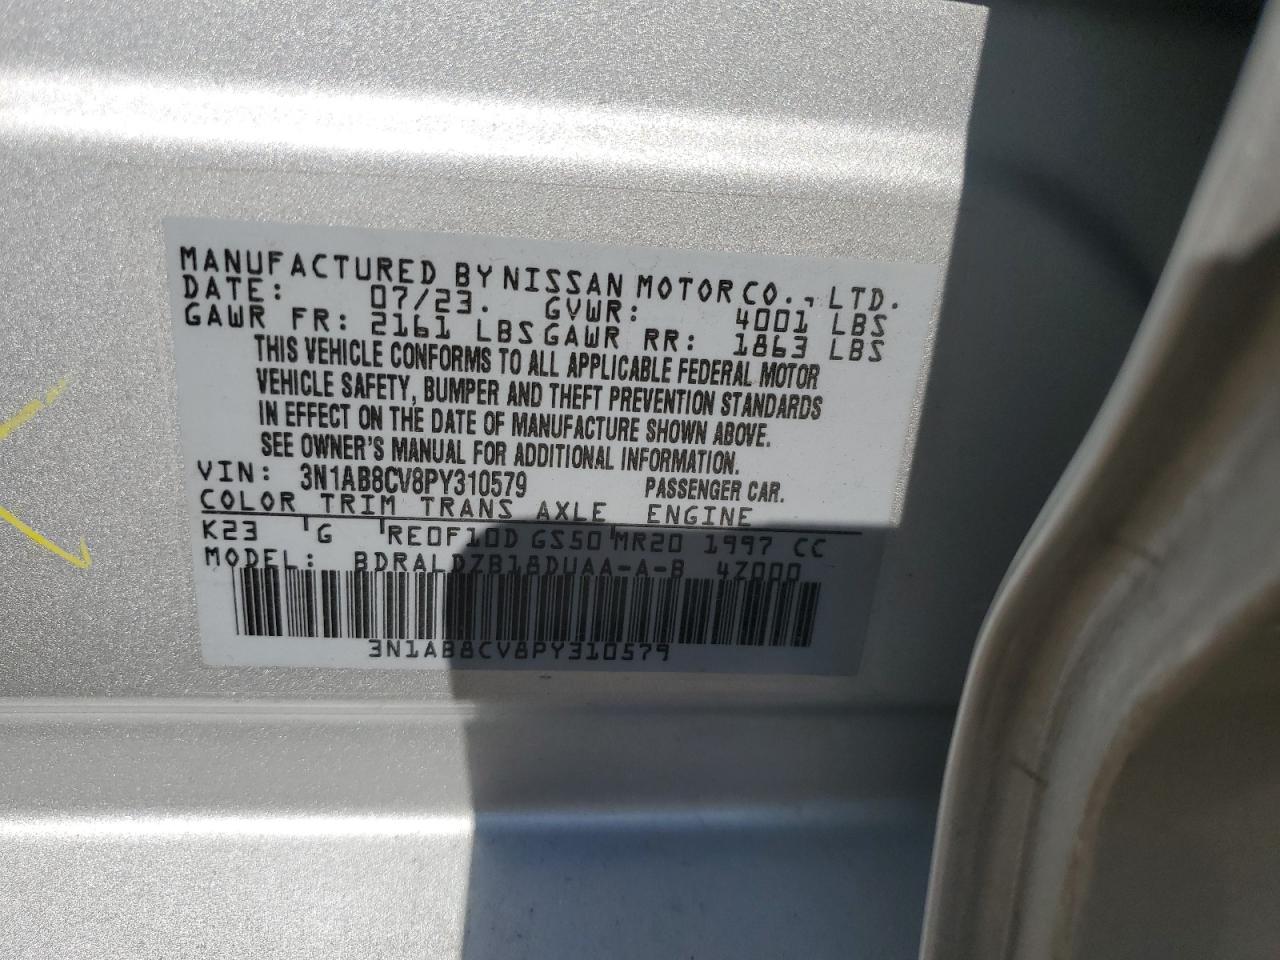 MANUFACTURED BY NISSAN MOTOR CO., LTD.
DATE: 07/23. GVWR: 4001 LBS
GAWR FR: 2161 LBS GAWR RR: 1863 LBS
THIS VEHICLE CONFORMS TO ALL APPLICABLE FEDERAL MOTOR
VEHICLE SAFETY, BUMPER AND THEFT PREVENTION STANDARDS
IN EFFECT ON THE DATE OF MANUFACTURE SHOWN ABOVE.
SEE OWNER'S MANUAL FOR ADDITIONAL INFORMATION.
VIN: 3N1AB8CV8PY310579 PASSENGER CAR.
COLOR TRIM TRANS AXLE ENGINE
K23 G RE0F10D GS50 MR20 1997 CC
MODEL: BDRALDZB18DUAA-A-B 4Z000
3N1AB8CV8PY310579